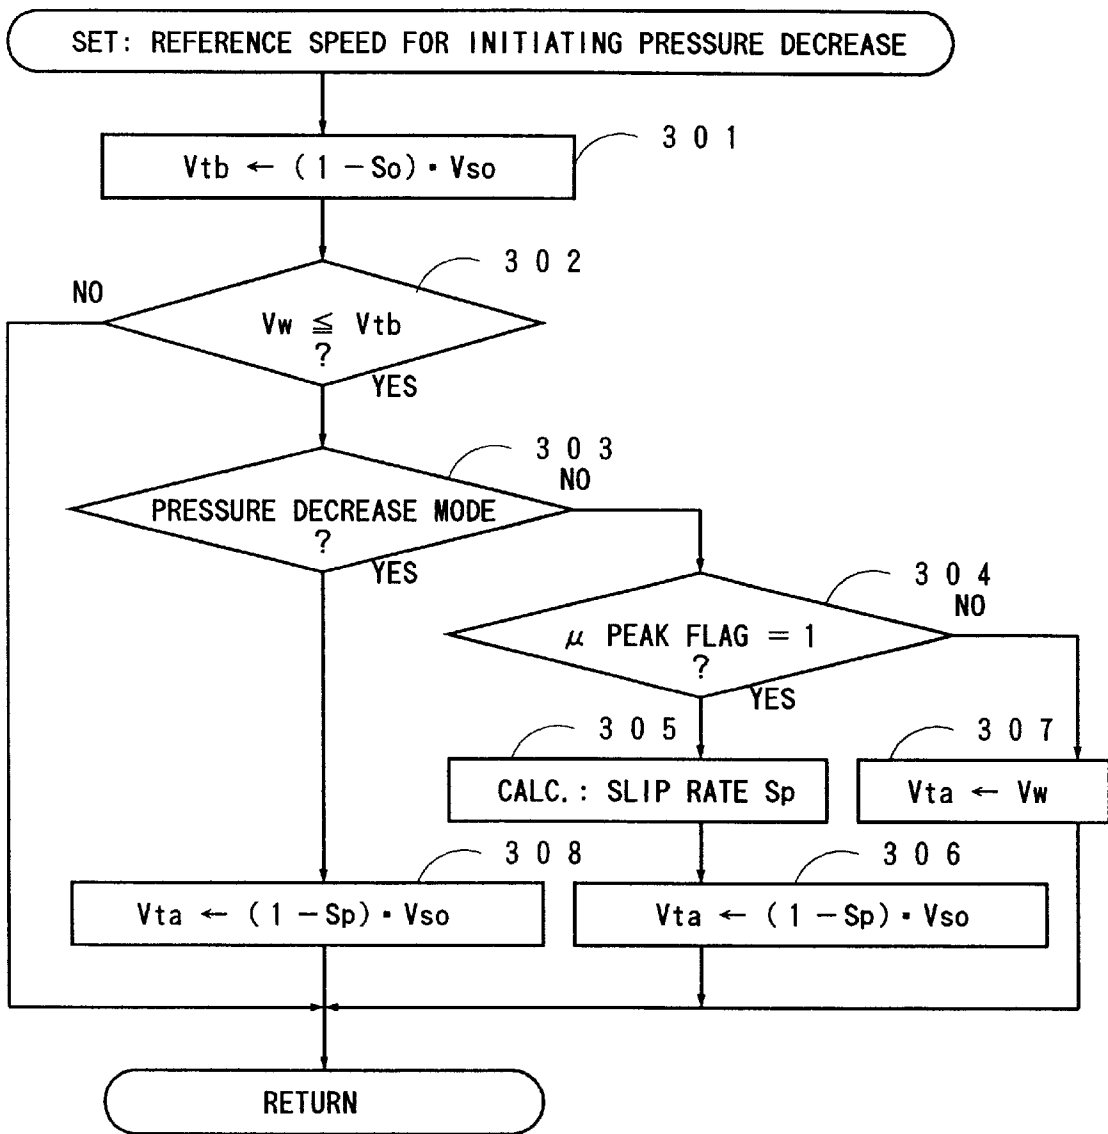 SET: REFERENCE SPEED FOR INITIATING PRESSURE DECREASE
301
Vtb ← (1-So)・Vso
302
NO
Vw ≦ Vtb
?
YES
303
NO
PRESSURE DECREASE MODE
?
YES
304
NO
μ PEAK FLAG = 1
?
YES
305
307
CALC.: SLIP RATE Sp
Vta ← Vw
308
306
Vta ← (1-Sp)・Vso
Vta ← (1-Sp)・Vso
RETURN